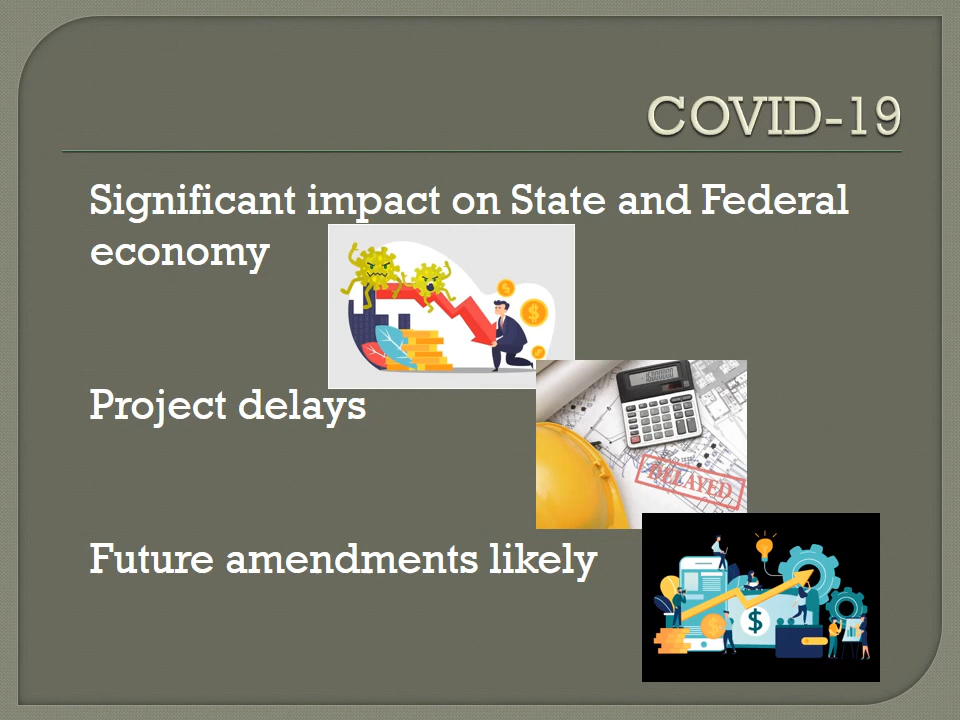 COVID-19
Significant impact on State and Federal
economy
$
$
$
Project delays
DELAYED
Future amendments likely
$
$